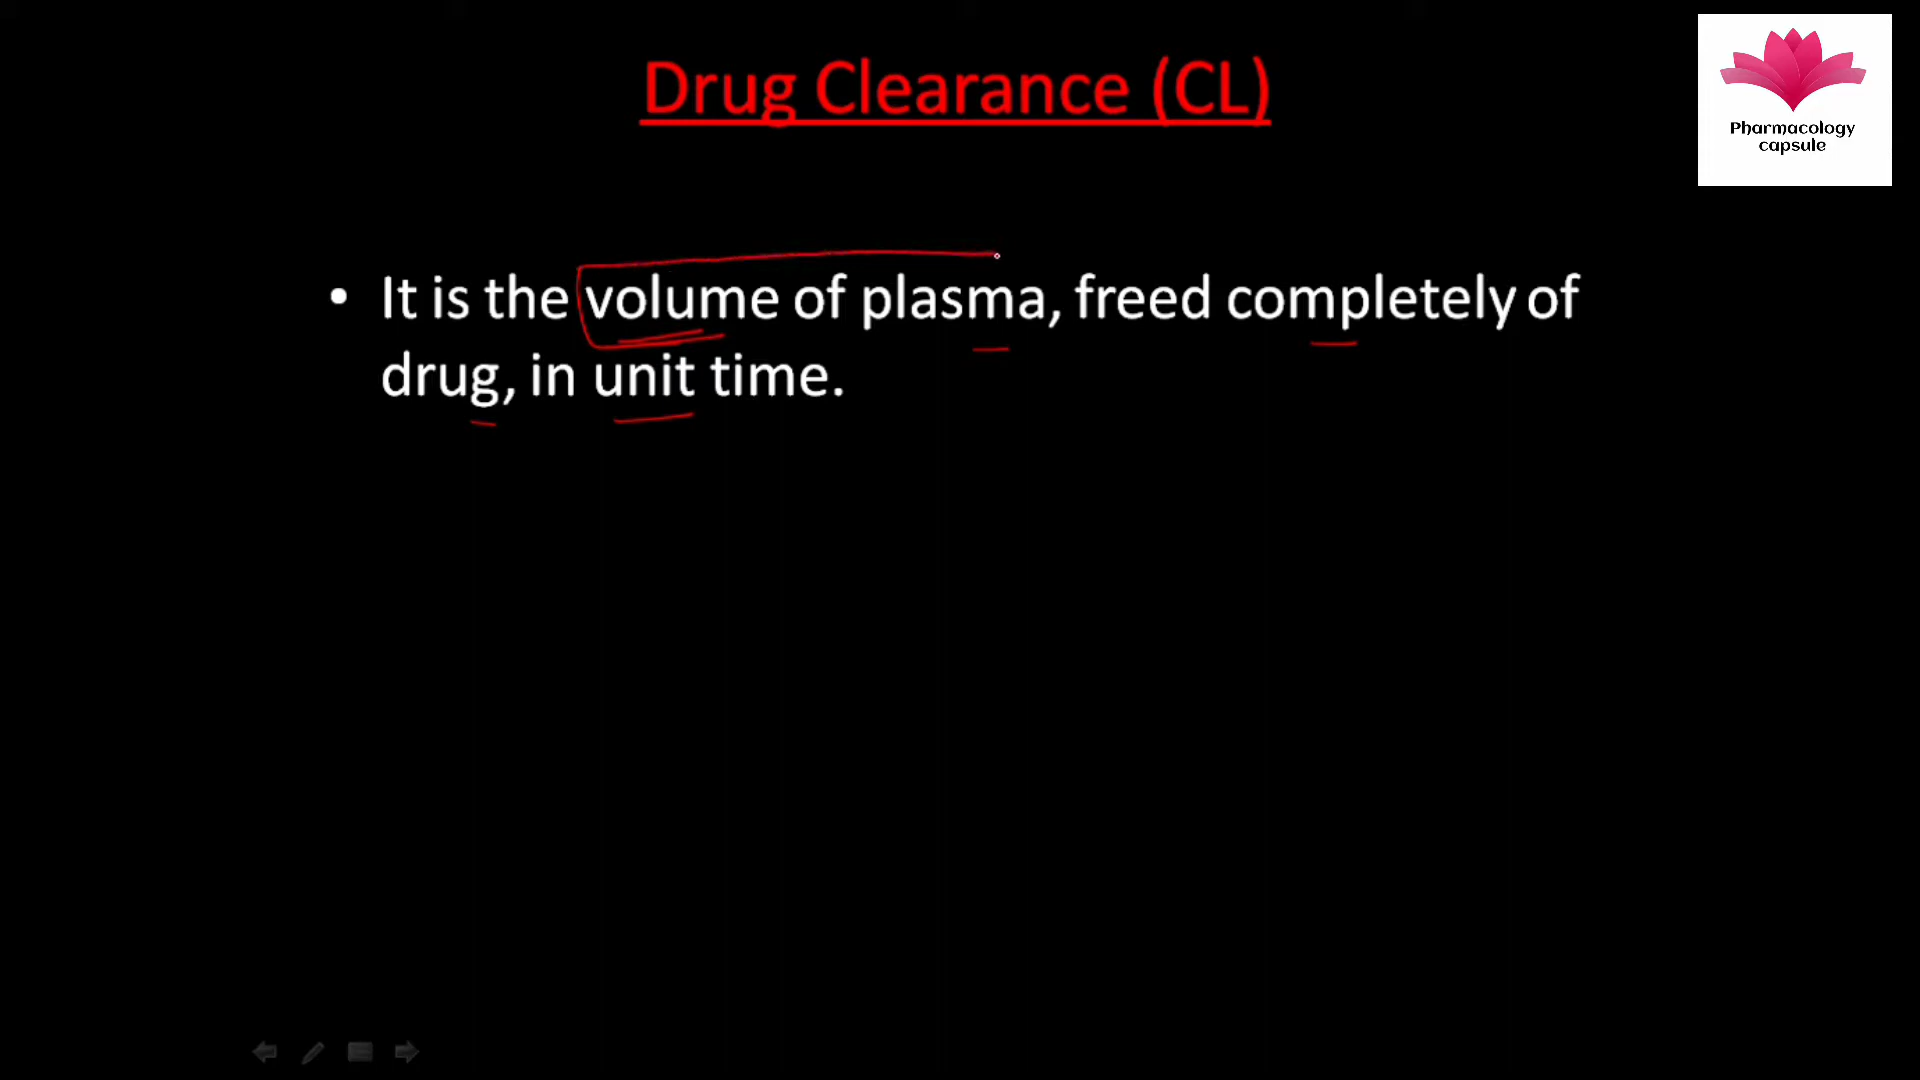 Drug Clearance (CL)
Pharmacology
capsule
• It is the volume of plasma, freed completely of
drug, in unit time.